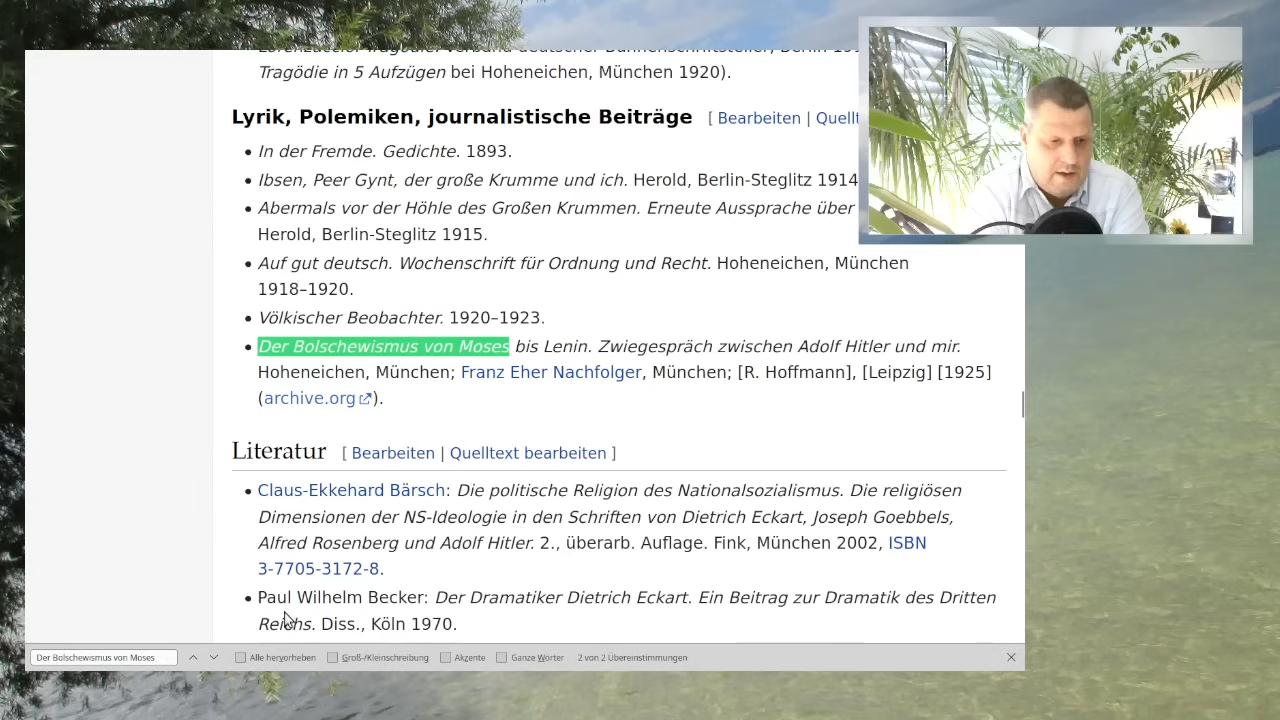 Tragödie in 5 Aufzügen bei Hoheneichen, München 1920).
Lyrik, Polemiken, journalistische Beiträge [ Bearbeiten |
• In der Fremde. Gedichte. 1893.
• Ibsen, Peer Gynt, der große Krumme und ich. Herold, Berlin-Steglitz 1914
• Abermals vor der Höhle des Großen Krummen. Erneute Aussprache über
Herold, Berlin-Steglitz 1915.
• Auf gut deutsch. Wochenschrift für Ordnung und Recht. Hoheneichen, München
1918–1920.
• Völkischer Beobachter. 1920–1923.
• Der Bolschewismus von Moses bis Lenin. Zwiegespräch zwischen Adolf Hitler und mir.
Hoheneichen, München; Franz Eher Nachfolger, München; [R. Hoffmann], [Leipzig] [1925]
(archive.org).
Literatur [ Bearbeiten | Quelltext bearbeiten ]
• Claus-Ekkehard Bärsch: Die politische Religion des Nationalsozialismus. Die religiösen
Dimensionen der NS-Ideologie in den Schriften von Dietrich Eckart, Joseph Goebbels,
Alfred Rosenberg und Adolf Hitler. 2., überarb. Auflage. Fink, München 2002, ISBN
3-7705-3172-8.
• Paul Wilhelm Becker: Der Dramatiker Dietrich Eckart. Ein Beitrag zur Dramatik des Dritten
Reichs. Diss., Köln 1970.
Der Bolschewismus von Moses Alle hervorheben Groß-/Kleinschreibung Akzente Ganze Wörter 2 von 2 Übereinstimmungen